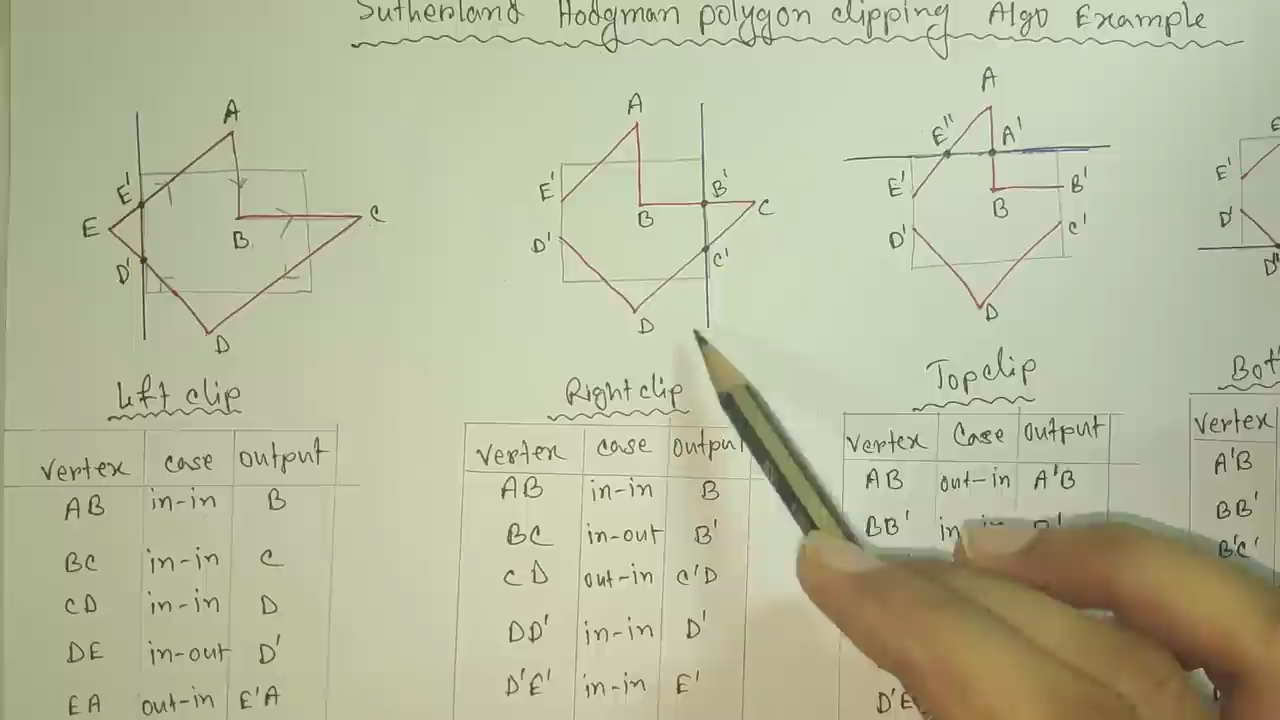 Sutherland Hodgman polygon clipping Algo Example
A
E'
E
B
C
D'
D
A
E'
B'
B
C
D'
C'
D
A
E''
A'
E'
B'
B
D'
C'
D
E'
D'
Left clip
Vertex case output
AB in-in B
BC in-in C
CD in-in D
DE in-out D'
EA out-in E'A
Right clip
Vertex case output
AB in-in B
BC in-out B'
CD out-in C'D
DD' in-in D'
D'E' in-in E'
Top clip
Vertex Case output
AB out-in A'B
BB'
Vertex
A'B
BB'
B'C'